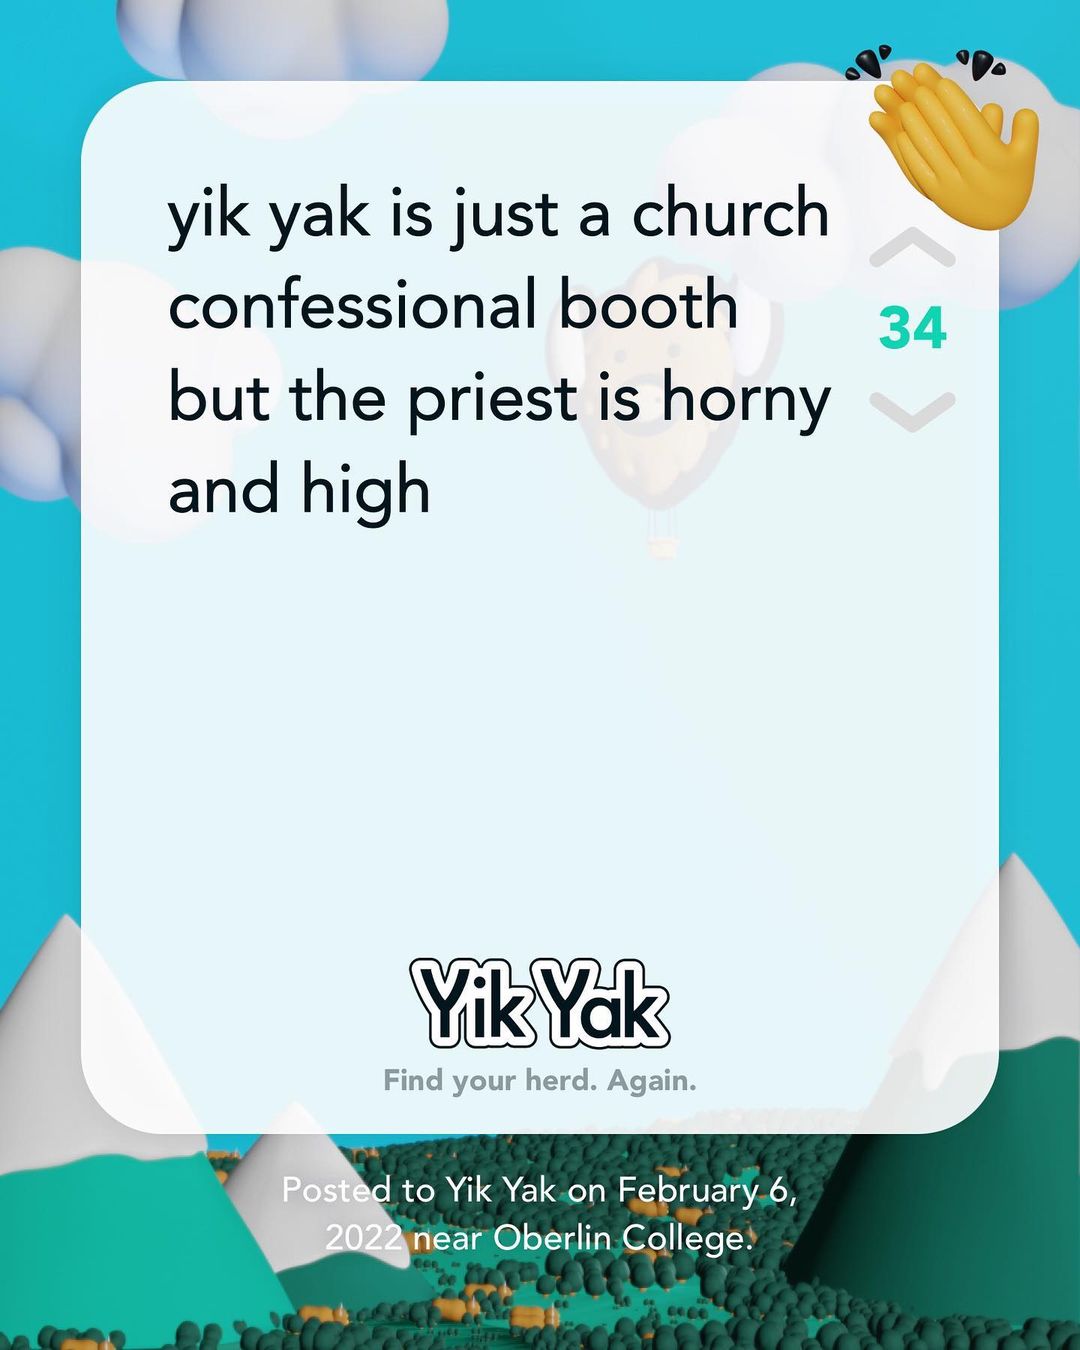 yik yak is just a church
confessional booth
but the priest is horny
and high
34
Yik Yak
Find your herd. Again.
Posted to Yik Yak on February 6,
2022 near Oberlin College.